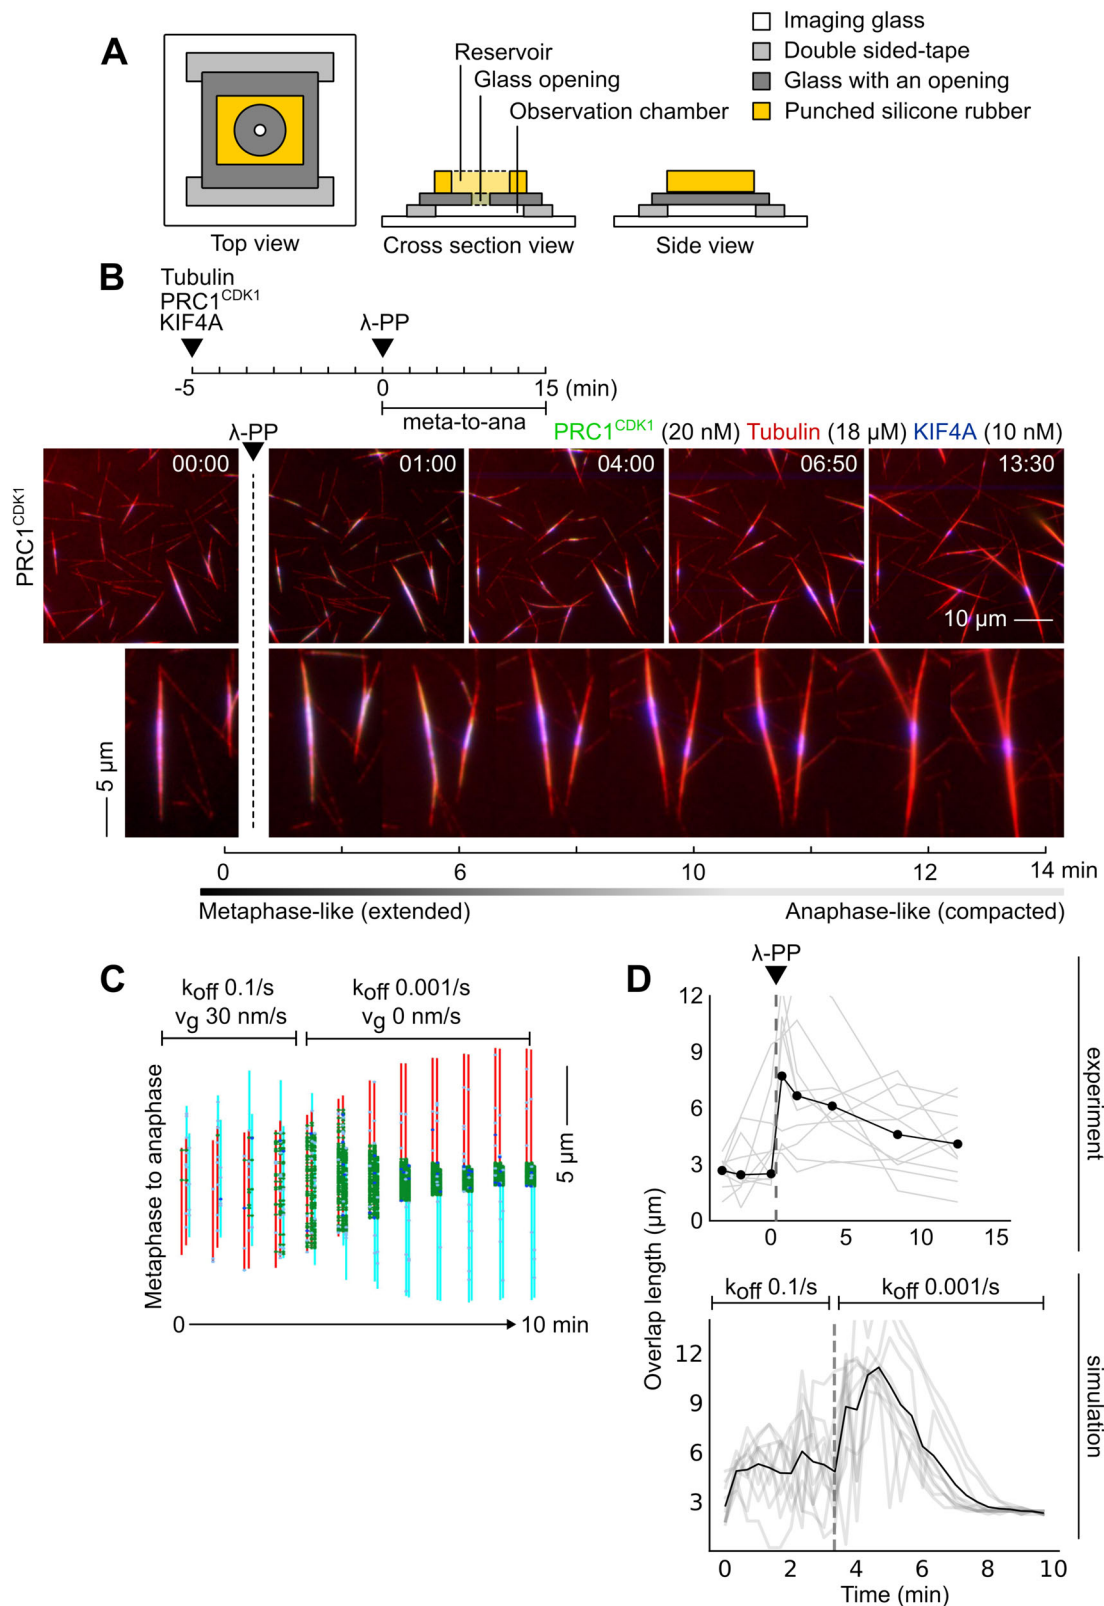 A
Reservoir
Glass opening
Observation chamber
Imaging glass
Double sided-tape
Glass with an opening
Punched silicone rubber
Top view
Cross section view
Side view
B
Tubulin
PRC1CDK1
KIF4A
λ-PP
-5
0
15 (min)
meta-to-ana
λ-PP
PRC1CDK1 (20 nM) Tubulin (18 µM) KIF4A (10 nM)
PRC1CDK1
00:00
01:00
04:00
06:50
13:30
10 µm
5 µm
0 6 10 12 14 min
Metaphase-like (extended)
Anaphase-like (compacted)
C
koff 0.1/s
vg 30 nm/s
koff 0.001/s
vg 0 nm/s
Metaphase to anaphase
5 µm
0
10 min
D
λ-PP
12
9
6
3
0
0 5 10 15
experiment
Overlap length (µm)
koff 0.1/s
koff 0.001/s
12
9
6
3
0 2 4 6 8 10
Time (min)
simulation